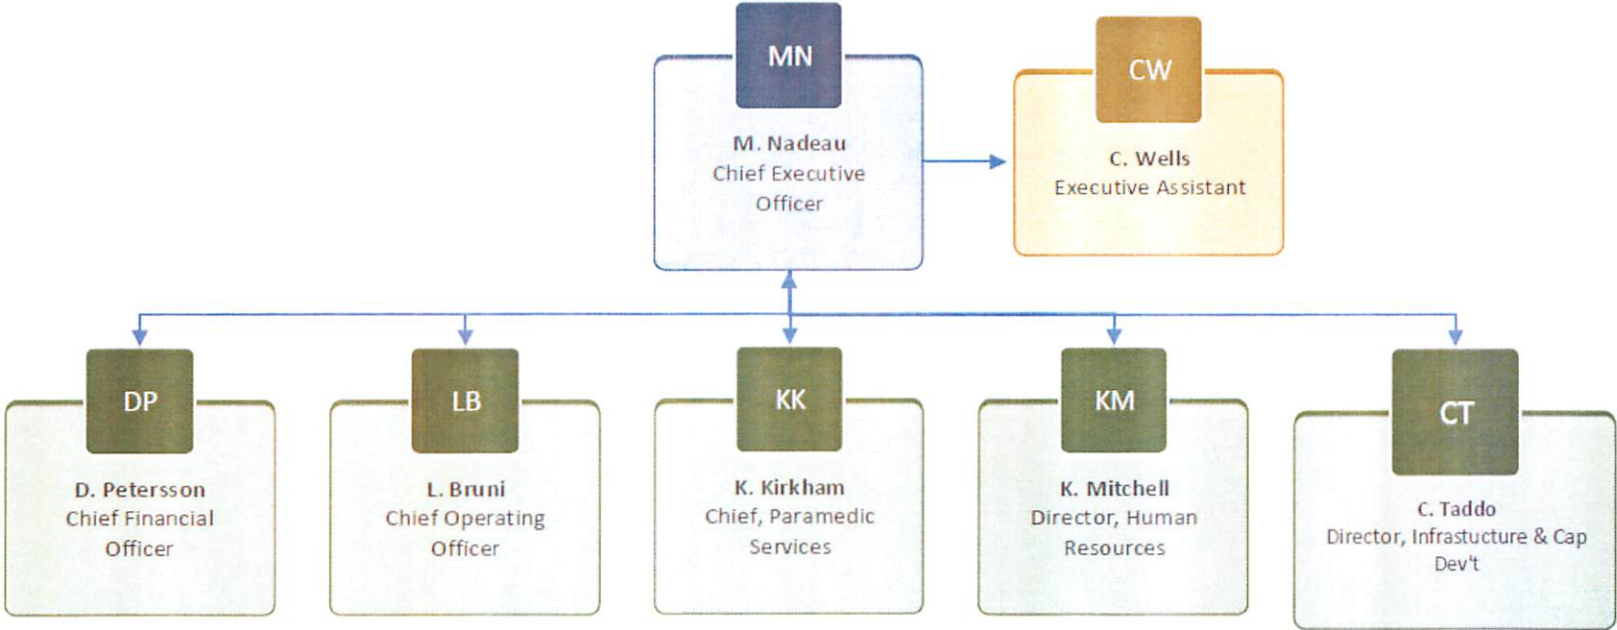 MN
M. Nadeau
Chief Executive
Officer
CW
C. Wells
Executive Assistant
DP
D. Petersson
Chief Financial
Officer
LB
L. Bruni
Chief Operating
Officer
KK
K. Kirkham
Chief, Paramedic
Services
KM
K. Mitchell
Director, Human
Resources
CT
C. Taddo
Director, Infrastucture & Cap
Dev't